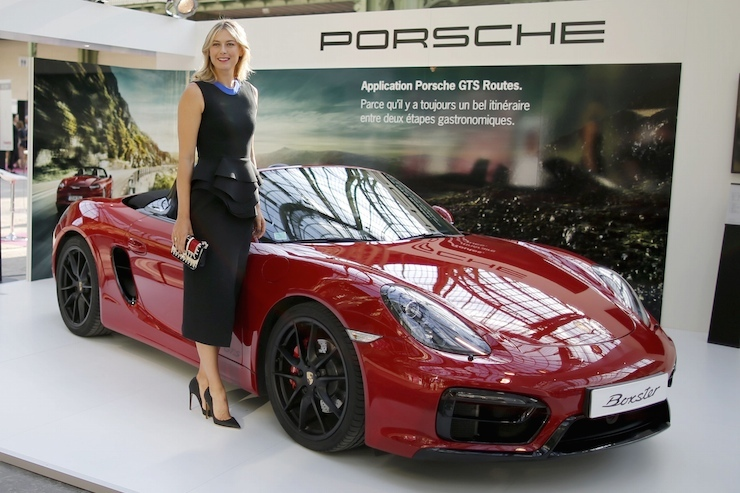 PORSCHE
Application Porsche GTS Routes.
Parce qu'il y a toujours un bel itinéraire
entre deux étapes gastronomiques.
Boxster